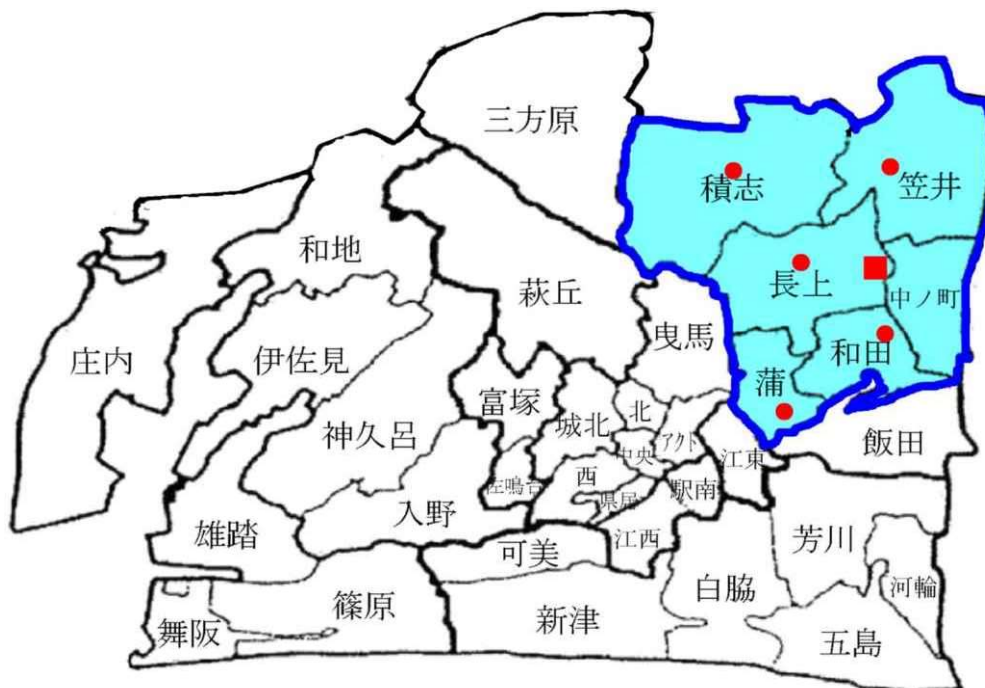 三方原
積志
笠井
和地
長上
萩丘
中ノ町
庄内
伊佐見
曳馬
和田
富塚
蒲
北
城北
アクト
神久呂
飯田
中央
江東
西
佐鳴台
駅南
県居
入野
雄踏
芳川
可美
江西
白脇
河輪
篠原
新津
舞阪
五島